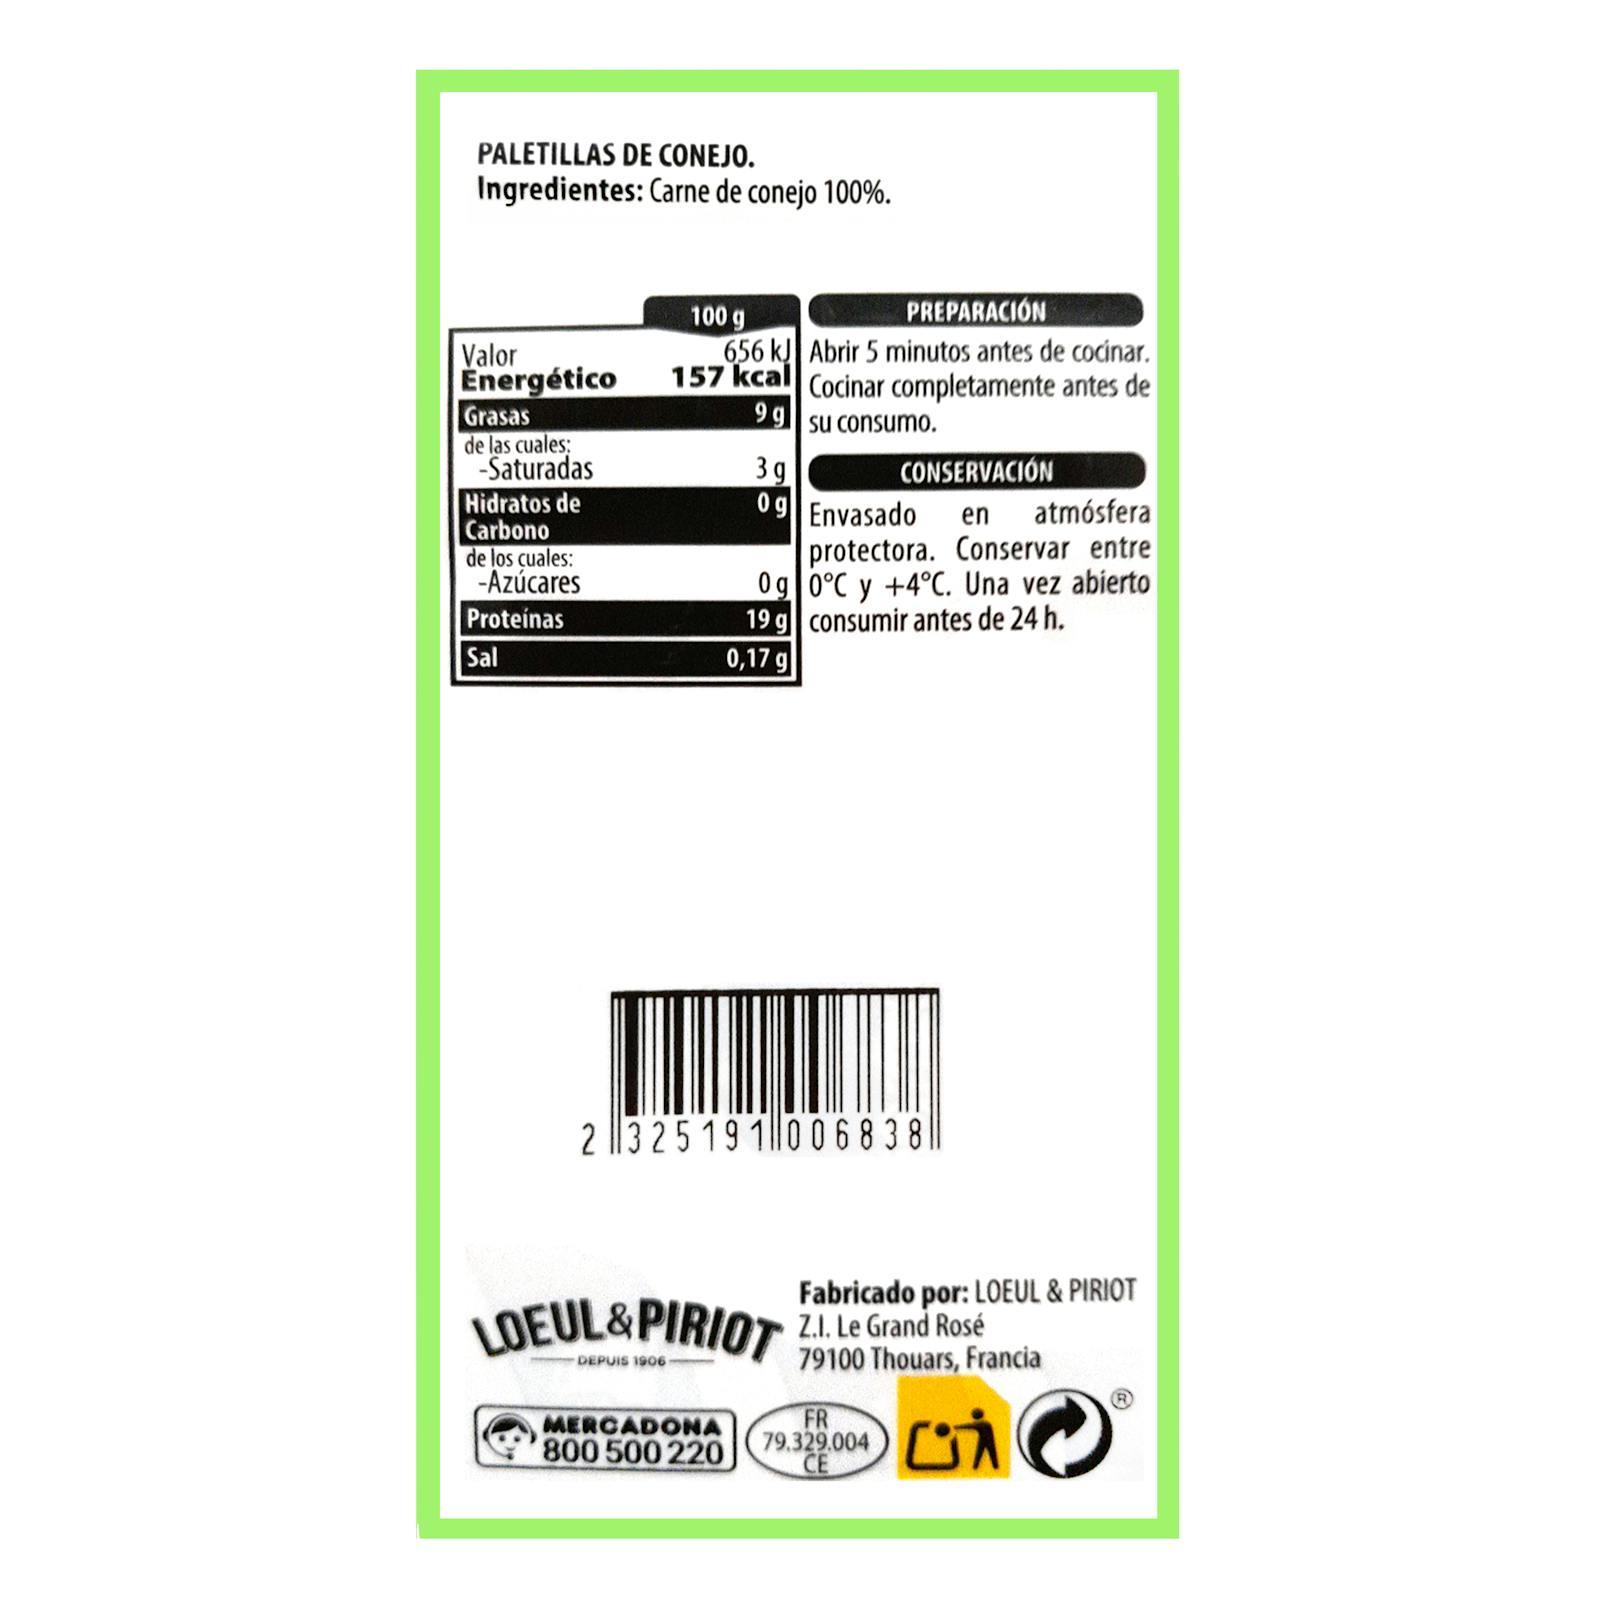 PALETILLAS DE CONEJO.
Ingredientes: Carne de conejo 100%.
100 g
Valor 656 kJ
Energético 157 kcal
Grasas 9 g
de las cuales:
-Saturadas 3 g
Hidratos de 0 g
Carbono
de los cuales:
-Azúcares 0 g
Proteínas 19 g
Sal 0,17 g
PREPARACIÓN
Abrir 5 minutos antes de cocinar.
Cocinar completamente antes de
su consumo.
CONSERVACIÓN
Envasado en atmósfera
protectora. Conservar entre
0°C y +4°C. Una vez abierto
consumir antes de 24 h.
2 325191 006838
LOEUL & PIRIOT
DEPUIS 1906
Fabricado por: LOEUL & PIRIOT
Z.I. Le Grand Rosé
79100 Thouars, Francia
MERCADONA
800 500 220
FR
79.329.004
CE
®